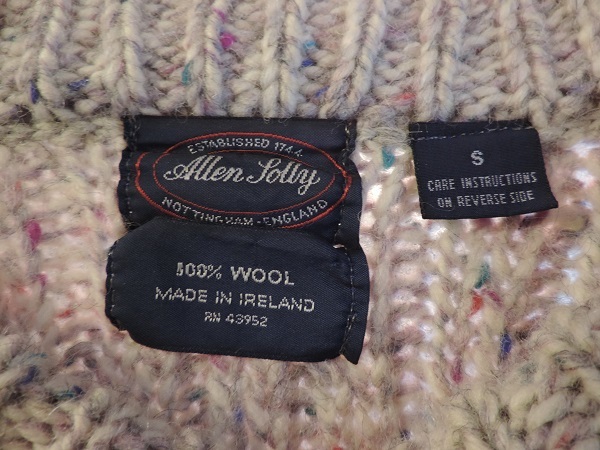 ESTABLISHED 1744
Allen Solly
NOTTINGHAM-ENGLAND
100% WOOL
MADE IN IRELAND
RN 43952
S
CARE INSTRUCTIONS
ON REVERSE SIDE